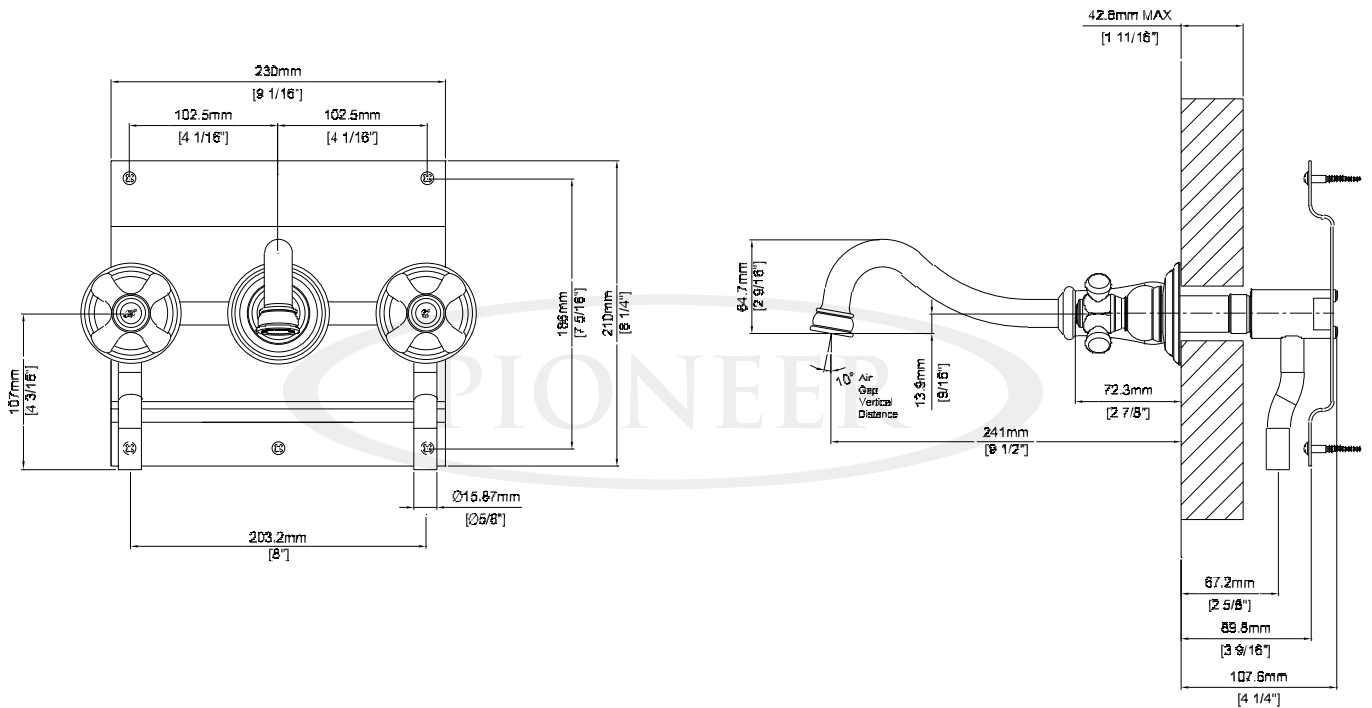 42.8mm MAX
[1 11/16"]
230mm
[9 1/16"]
102.5mm
[4 1/16"]
102.5mm
[4 1/16"]
186mm
[7 5/16"]
210mm
[8 1/4"]
107mm
[4 3/16"]
Ø15.87mm
[Ø5/8"]
203.2mm
[8"]
PIONEER
64.7mm
[2 9/16"]
10°
Air
Gap
Vertical
Distance
13.9mm
[9/16"]
72.3mm
[2 7/8"]
241mm
[9 1/2"]
67.2mm
[2 5/8"]
89.8mm
[3 9/16"]
107.6mm
[4 1/4"]